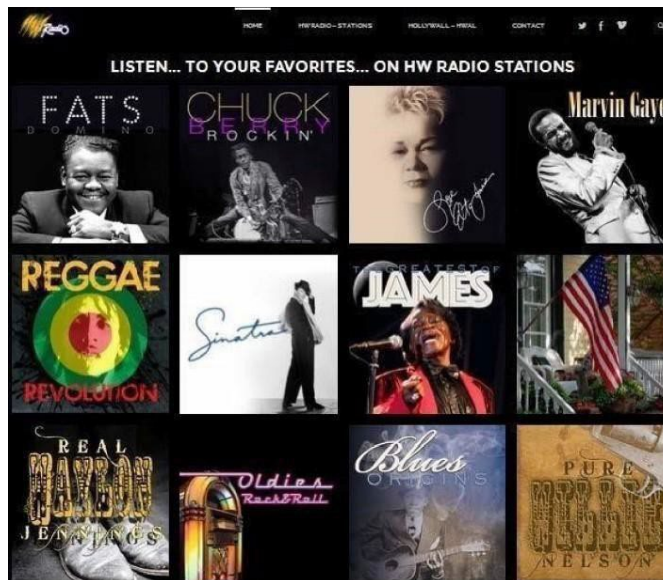 HW Radio
HOME
HWRADIO – STATIONS
HOLLYWALL – HWAL
CONTACT
LISTEN... TO YOUR FAVORITES... ON HW RADIO STATIONS
FATS
DOMINO
CHUCK
BERRY
ROCKIN'
Marvin Gaye
REGGAE
REVOLUTION
Sinatra
THE GREATEST OF
JAMES
REAL
WAYLON
JENNINGS
Oldies
Rock&Roll
Blues
ORIGINS
PURE
WILLIE
NELSON